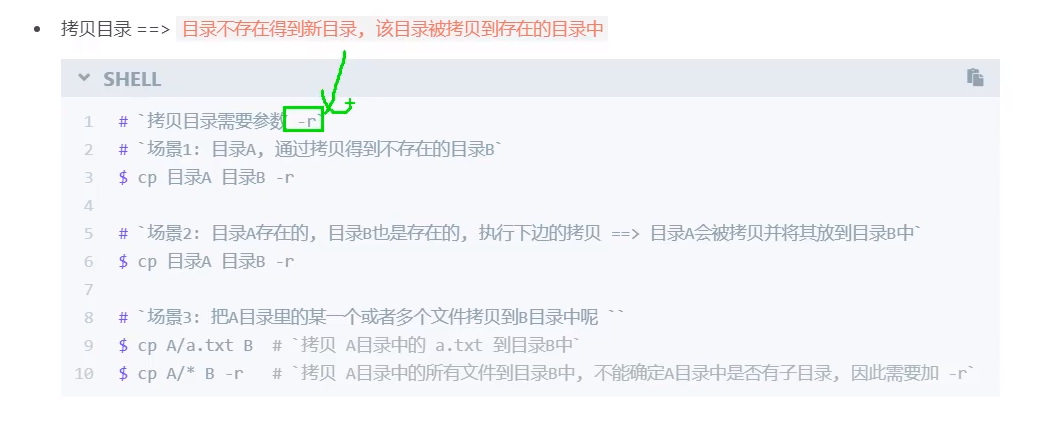 拷贝目录 ==> 目录不存在得到新目录, 该目录被拷贝到存在的目录中
SHELL
1 # `拷贝目录需要参数 -r`
2 # `场景1: 目录A, 通过拷贝得到不存在的目录B`
3 $ cp 目录A 目录B -r
4
5 # `场景2: 目录A存在的, 目录B也是存在的, 执行下边的拷贝 ==> 目录A会被拷贝并将其放到目录B中`
6 $ cp 目录A 目录B -r
7
8 # `场景3: 把A目录里的某一个或者多个文件拷贝到B目录中呢 ``
9 $ cp A/a.txt B # `拷贝 A目录中的 a.txt 到目录B中`
10 $ cp A/* B -r # `拷贝 A目录中的所有文件到目录B中, 不能确定A目录中是否有子目录, 因此需要加 -r`